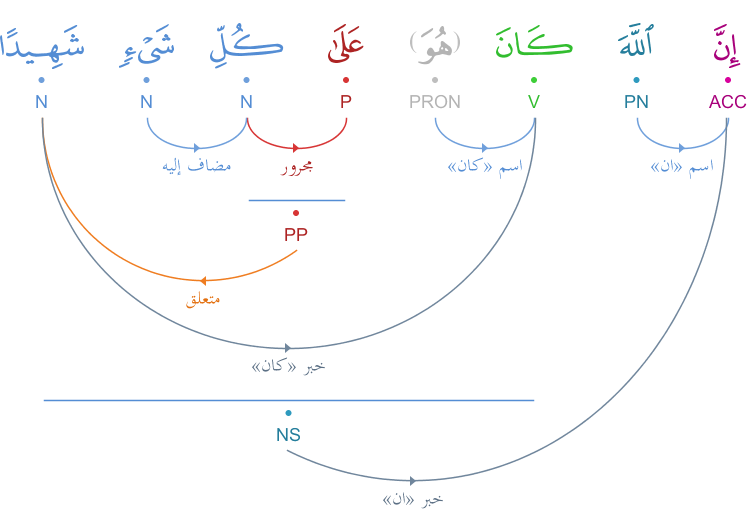 إِنَّ ٱللَّهَ كَانَ (هُوَ) عَلَىٰ كُلِّ شَىْءٍ شَهِيدًا
ACC PN V PRON P N N N
اسم «ان» اسم «كان» مجرور مضاف إليه
PP
متعلق
خبر «كان»
NS
خبر «ان»